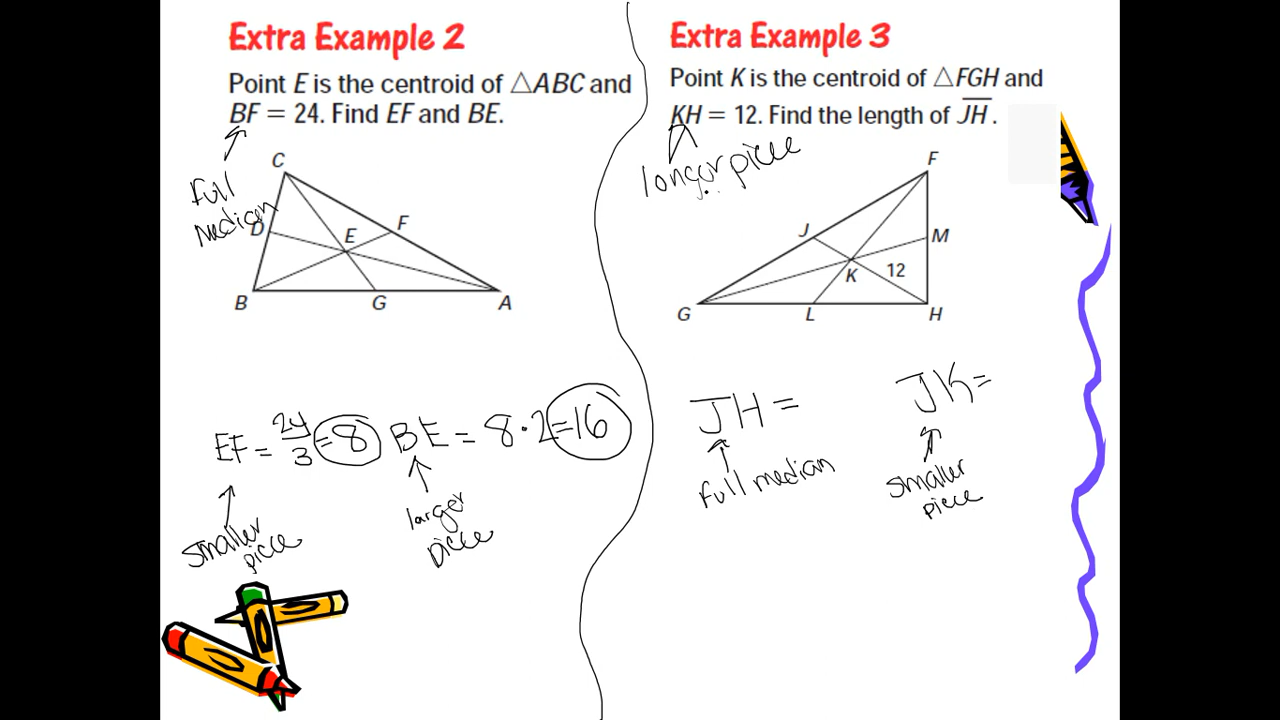 Extra Example 2
Point E is the centroid of △ABC and
BF = 24. Find EF and BE.
Full
median
C
D
E
F
B
G
A
EF = 24/3 = 8
BE = 8 · 2 = 16
smaller
piece
larger
piece
Extra Example 3
Point K is the centroid of △FGH and
KH = 12. Find the length of J̅H̅.
longer piece
F
J
M
K
12
G
L
H
JH =
full median
JK =
smaller
piece